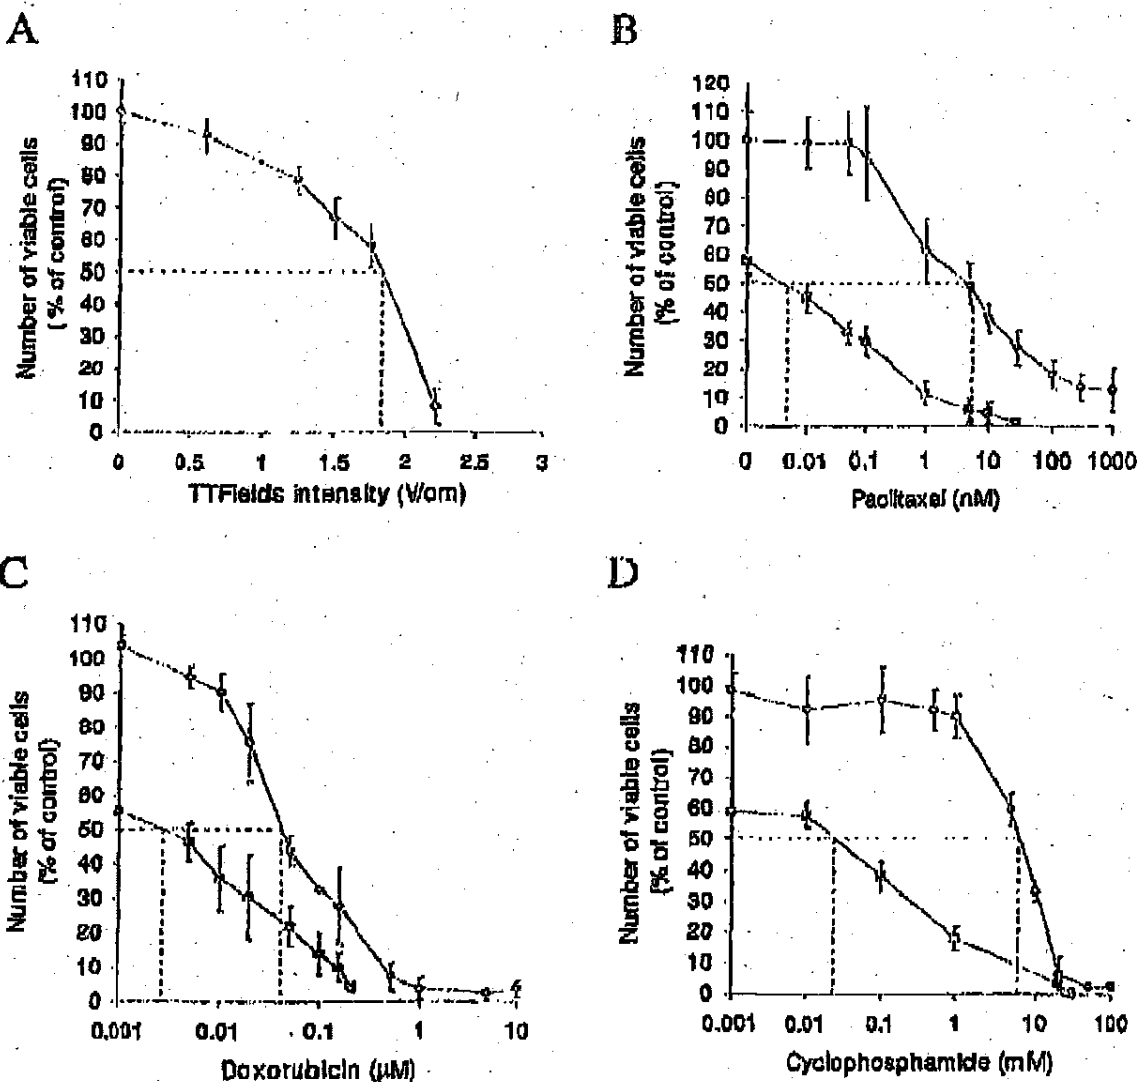 A
Number of viable cells
(% of control)
110
100
90
80
70
60
50
40
30
20
10
0
0 0.5 1 1.5 2 2.5 3
TTFields intensity (V/cm)
B
Number of viable cells
(% of control)
120
110
100
90
80
70
60
50
40
30
20
10
0
0 0.01 0.1 1 10 100 1000
Paclitaxel (nM)
C
Number of viable cells
(% of control)
110
100
90
80
70
60
50
40
30
20
10
0
0.001 0.01 0.1 1 10
Doxorubicin (µM)
D
Number of viable cells
(% of control)
110
100
90
80
70
60
50
40
30
20
10
0
0.001 0.01 0.1 1 10 100
Cyclophosphamide (mM)